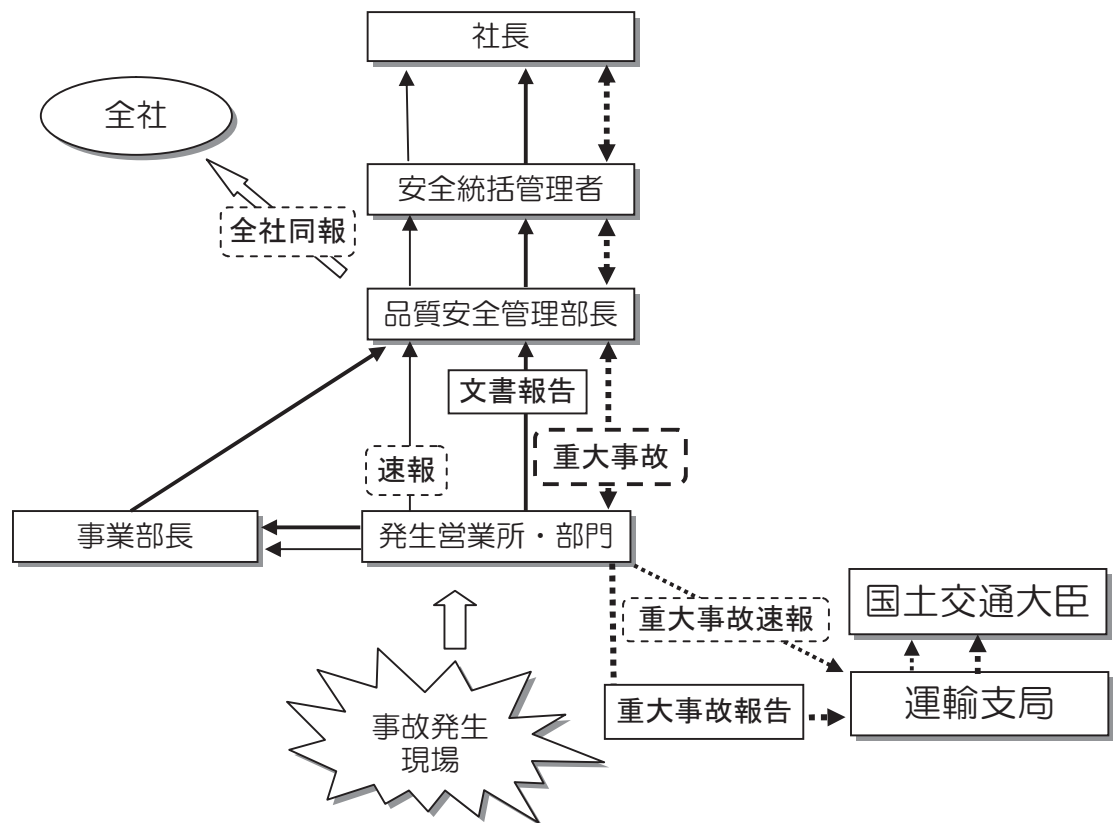 社長
全社
安全統括管理者
全社同報
品質安全管理部長
文書報告
重大事故
速報
事業部長
発生営業所・部門
国土交通大臣
重大事故速報
運輸支局
重大事故報告
事故発生
現場